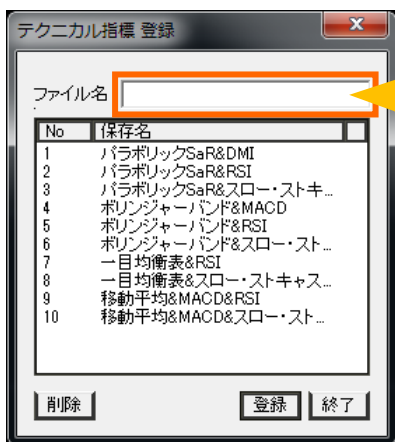 テクニカル指標 登録
ファイル名
No 保存名
1 パラボリックSaR&DMI
2 パラボリックSaR&RSI
3 パラボリックSaR&スロー・ストキ...
4 ボリンジャーバンド&MACD
5 ボリンジャーバンド&RSI
6 ボリンジャーバンド&スロー・スト...
7 一目均衡表&RSI
8 一目均衡表&スロー・ストキャス...
9 移動平均&MACD&RSI
10 移動平均&MACD&スロー・スト...
削除 登録 終了